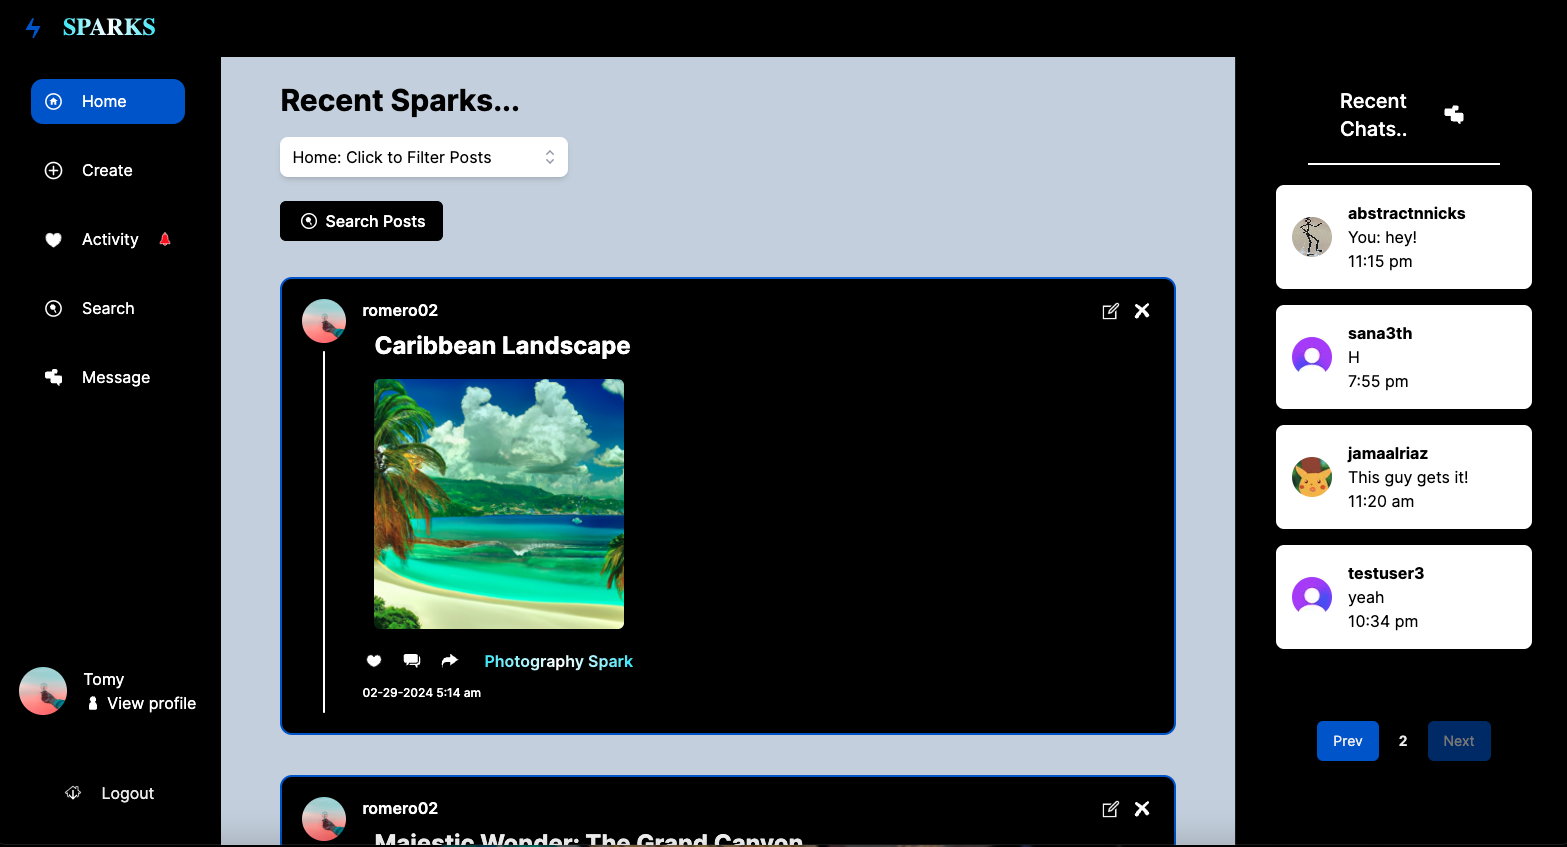 SPARKS
Home
Create
Activity
Search
Message
Tomy
View profile
Logout
Recent Sparks...
Home: Click to Filter Posts
Search Posts
romero02
Caribbean Landscape
Photography Spark
02-29-2024 5:14 am
romero02
Majestic Wonder: The Grand Canyon
Recent
Chats..
abstractnnicks
You: hey!
11:15 pm
sana3th
H
7:55 pm
jamaalriaz
This guy gets it!
11:20 am
testuser3
yeah
10:34 pm
Prev 2 Next